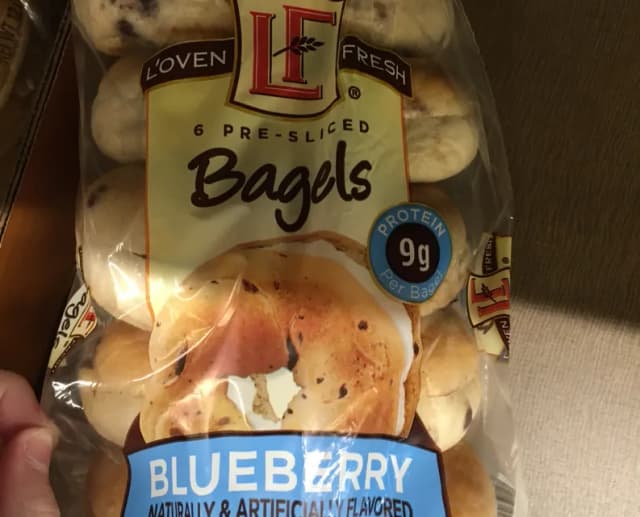 LF
L'OVEN FRESH
®
6 PRE-SLICED
Bagels
PROTEIN
9g
Per Bagel
BLUEBERRY
NATURALLY & ARTIFICIALLY FLAVORED